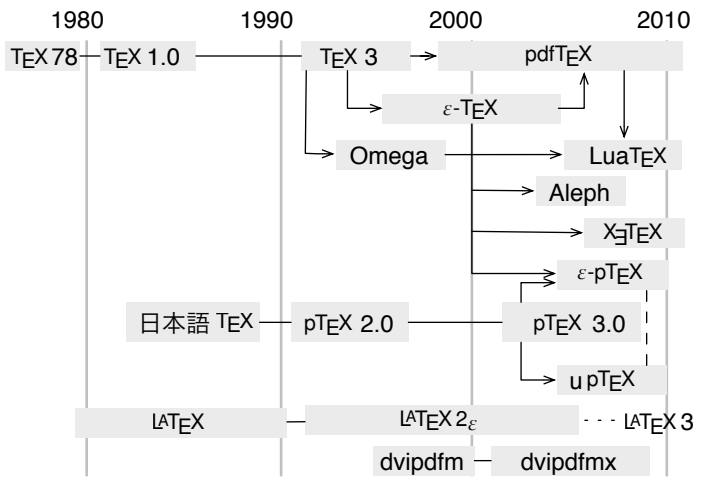 1980 1990 2000 2010
TEX 78 TEX 1.0 TEX 3 pdfTEX
ε-TEX
Omega LuaTEX
Aleph
XƎTEX
ε-pTEX
日本語 TEX pTEX 2.0 pTEX 3.0
u pTEX
LATEX LATEX 2ε LATEX 3
dvipdfm dvipdfmx